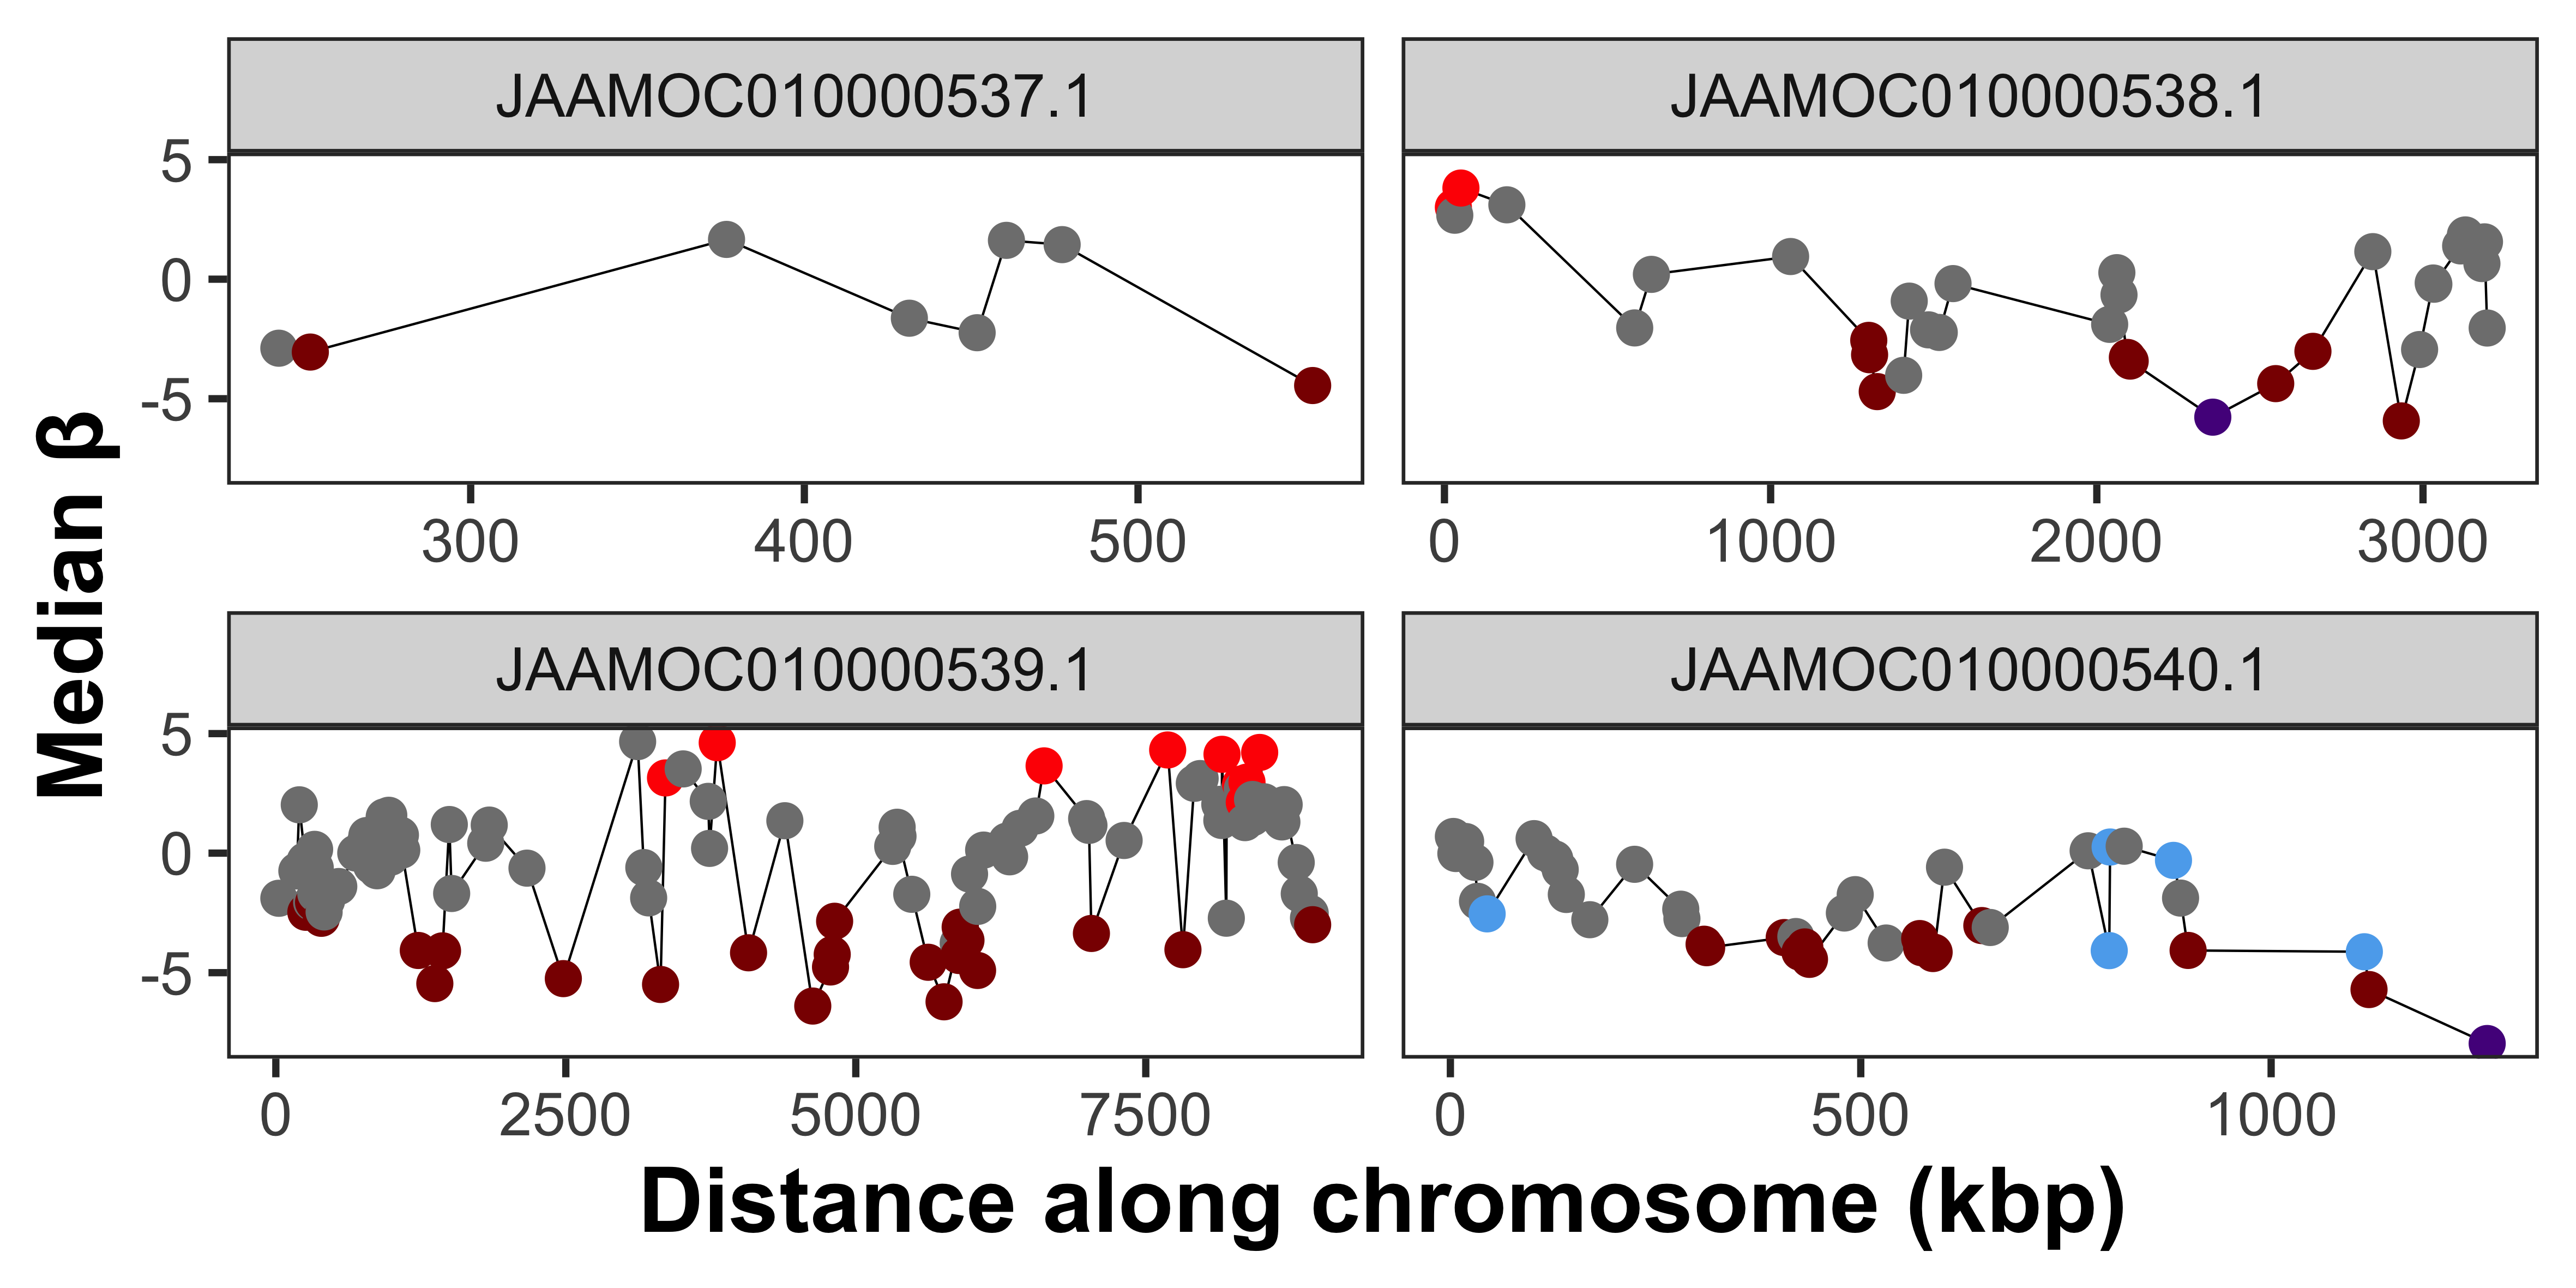 JAAMOC010000537.1
JAAMOC010000538.1
5
0
-5
300 400 500
0 1000 2000 3000
JAAMOC010000539.1
JAAMOC010000540.1
5
0
-5
0 2500 5000 7500
0 500 1000
Median β
Distance along chromosome (kbp)